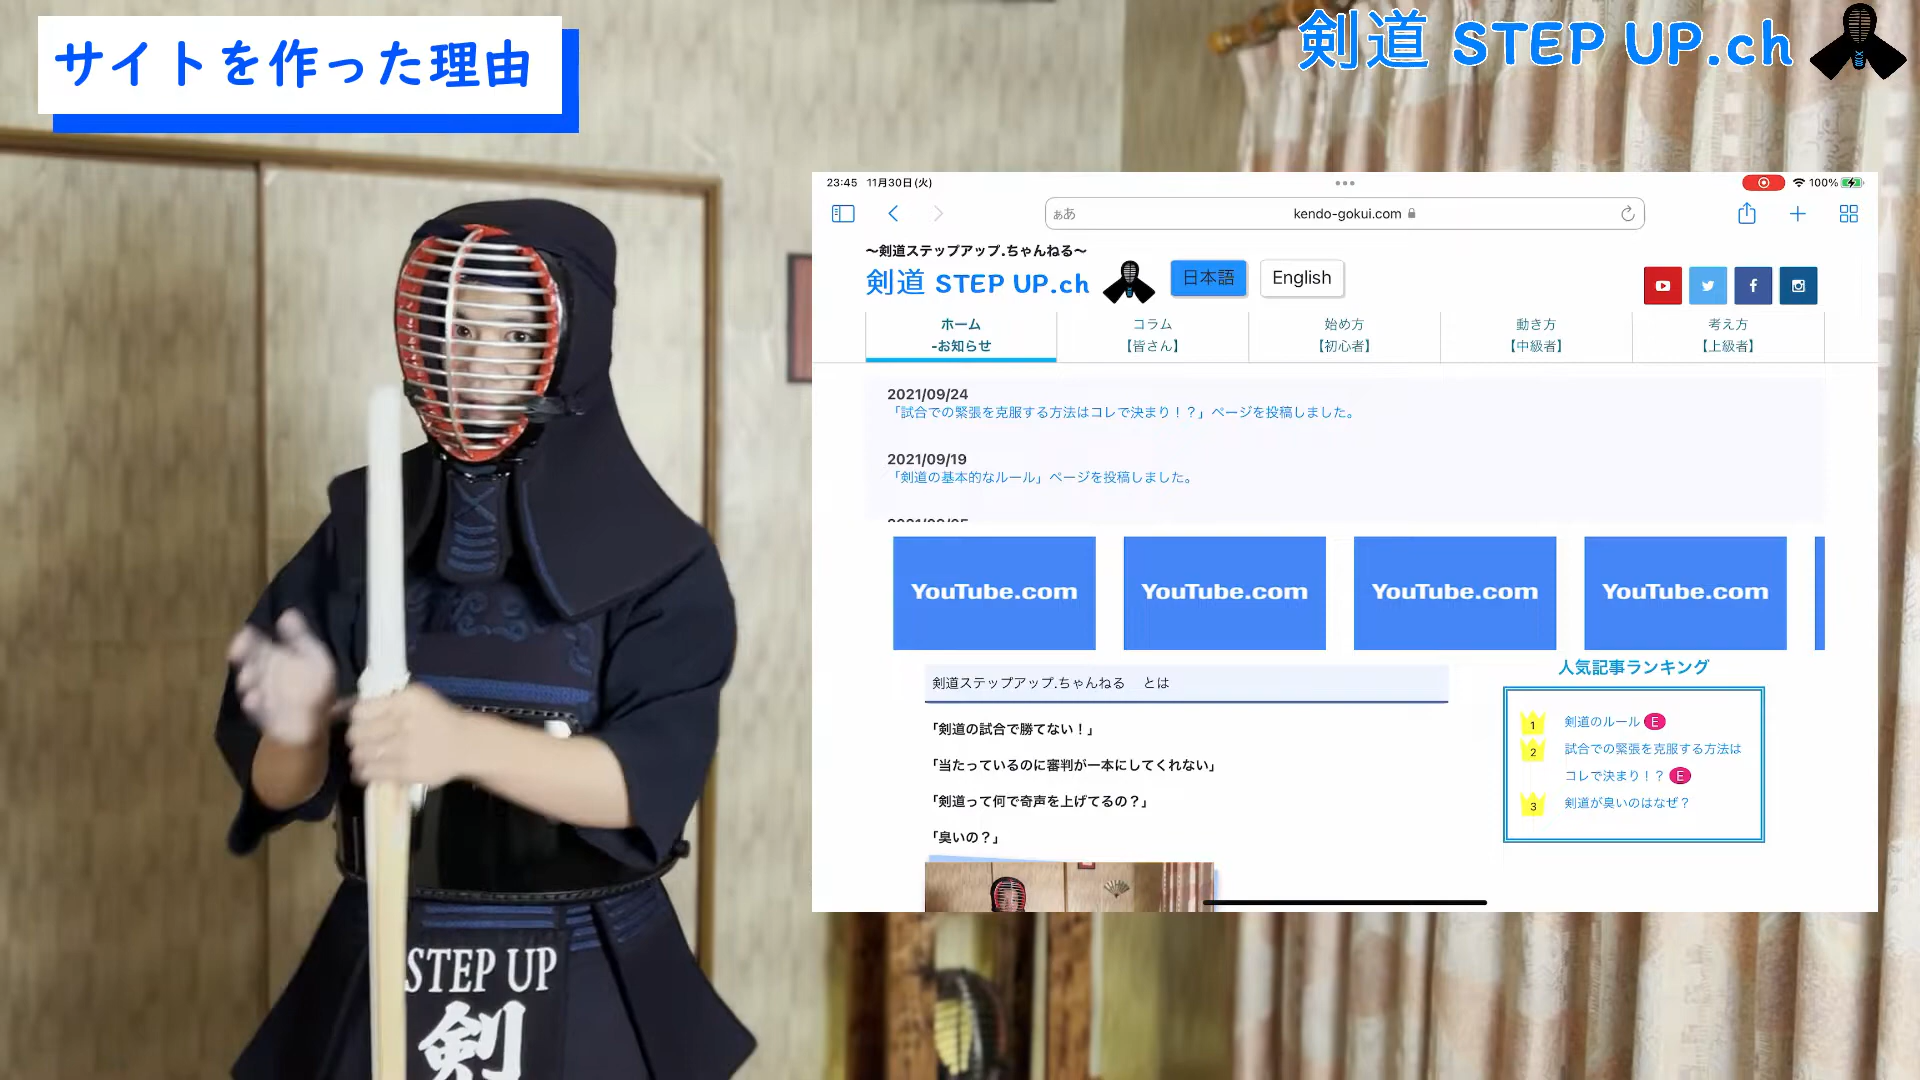 サイトを作った理由
剣道 STEP UP.ch
23:45 11月30日(火)
100%
ぁあ
kendo-gokui.com
〜剣道ステップアップ.ちゃんねる〜
剣道 STEP UP.ch
日本語
English
ホーム
-お知らせ
コラム
【皆さん】
始め方
【初心者】
動き方
【中級者】
考え方
【上級者】
2021/09/24
「試合での緊張を克服する方法はコレで決まり！？」ページを投稿しました。
2021/09/19
「剣道の基本的なルール」ページを投稿しました。
YouTube.com
YouTube.com
YouTube.com
YouTube.com
剣道ステップアップ.ちゃんねる とは
「剣道の試合で勝てない！」
「当たっているのに審判が一本にしてくれない」
「剣道って何で奇声を上げてるの？」
「臭いの？」
人気記事ランキング
1 剣道のルール E
2 試合での緊張を克服する方法は
コレで決まり！？ E
3 剣道が臭いのはなぜ？
STEP UP
剣